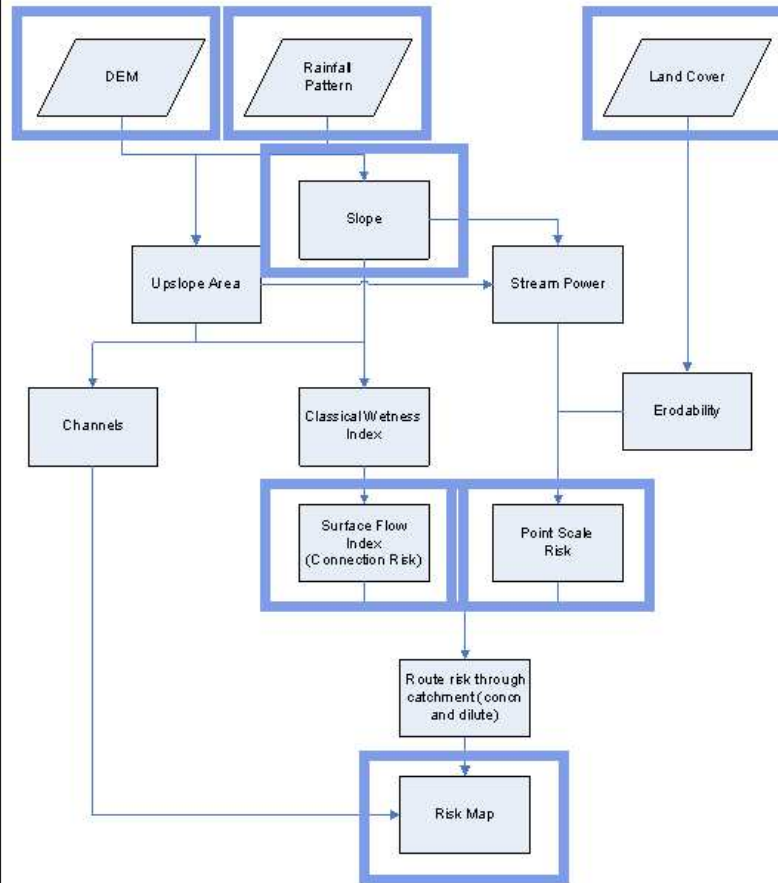 DEM
Rainfall
Pattern
Land Cover
Slope
Upslope Area
Stream Power
Channels
Classical Wetness
Index
Erodability
Surface Flow
Index
(Connection Risk)
Point Scale
Risk
Route risk through
catchment (concn
and dilute)
Risk Map